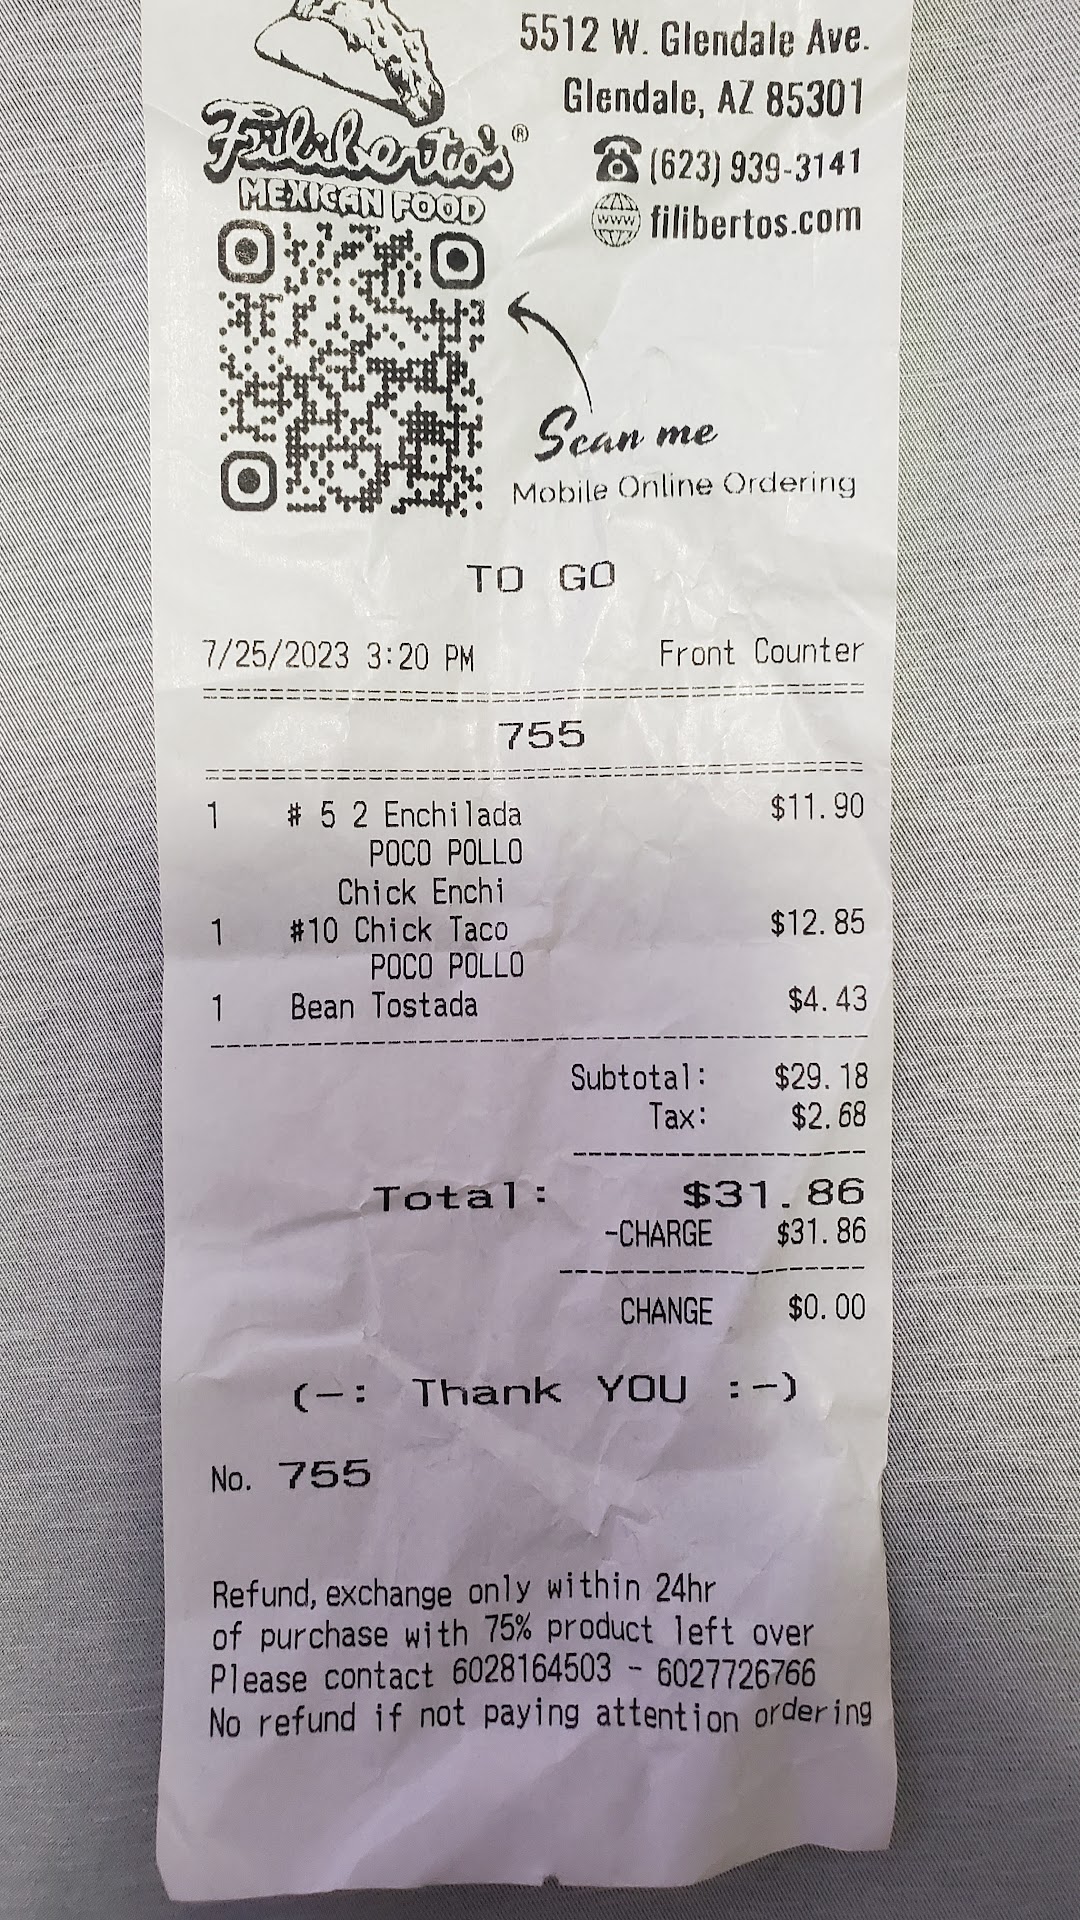 5512 W. Glendale Ave.
Glendale, AZ 85301
Filiberto's®
MEXICAN FOOD
(623) 939-3141
www
filibertos.com
Scan me
Mobile Online Ordering
TO GO
7/25/2023 3:20 PM Front Counter
755
1 # 5 2 Enchilada $11.90
POCO POLLO
Chick Enchi
1 #10 Chick Taco $12.85
POCO POLLO
1 Bean Tostada $4.43
Subtotal: $29.18
Tax: $2.68
Total: $31.86
-CHARGE $31.86
CHANGE $0.00
(-: Thank YOU :-)
No. 755
Refund, exchange only within 24hr
of purchase with 75% product left over
Please contact 6028164503 - 6027726766
No refund if not paying attention ordering